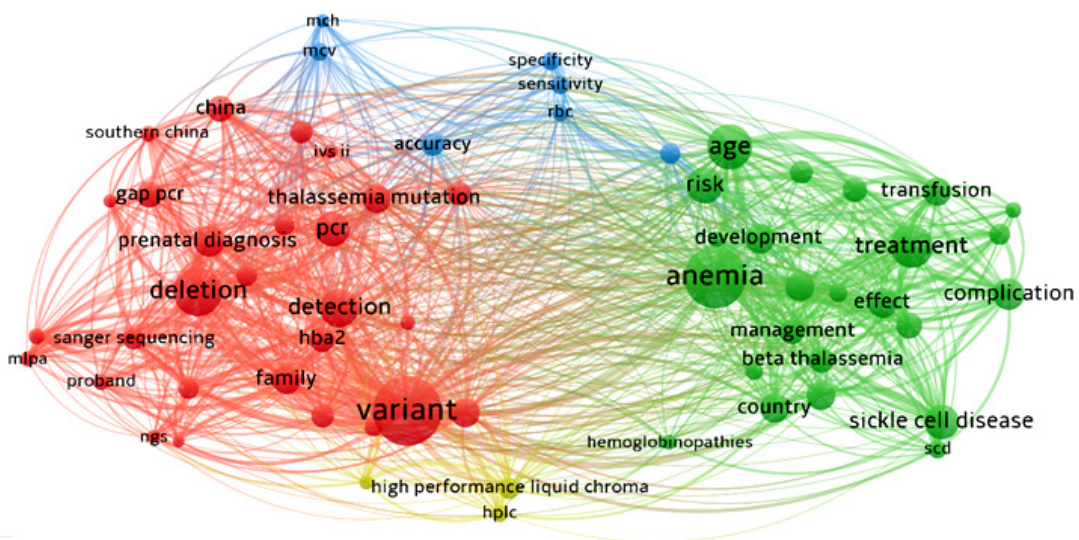 mch
mcv
specificity
sensitivity
rbc
china
southern china
ivs ii
accuracy
age
risk
transfusion
gap pcr
thalassemia mutation
pcr
prenatal diagnosis
development
treatment
anemia
deletion
detection
hba2
effect
complication
management
beta thalassemia
sanger sequencing
mlpa
proband
family
variant
country
sickle cell disease
scd
ngs
hemoglobinopathies
high performance liquid chroma
hplc